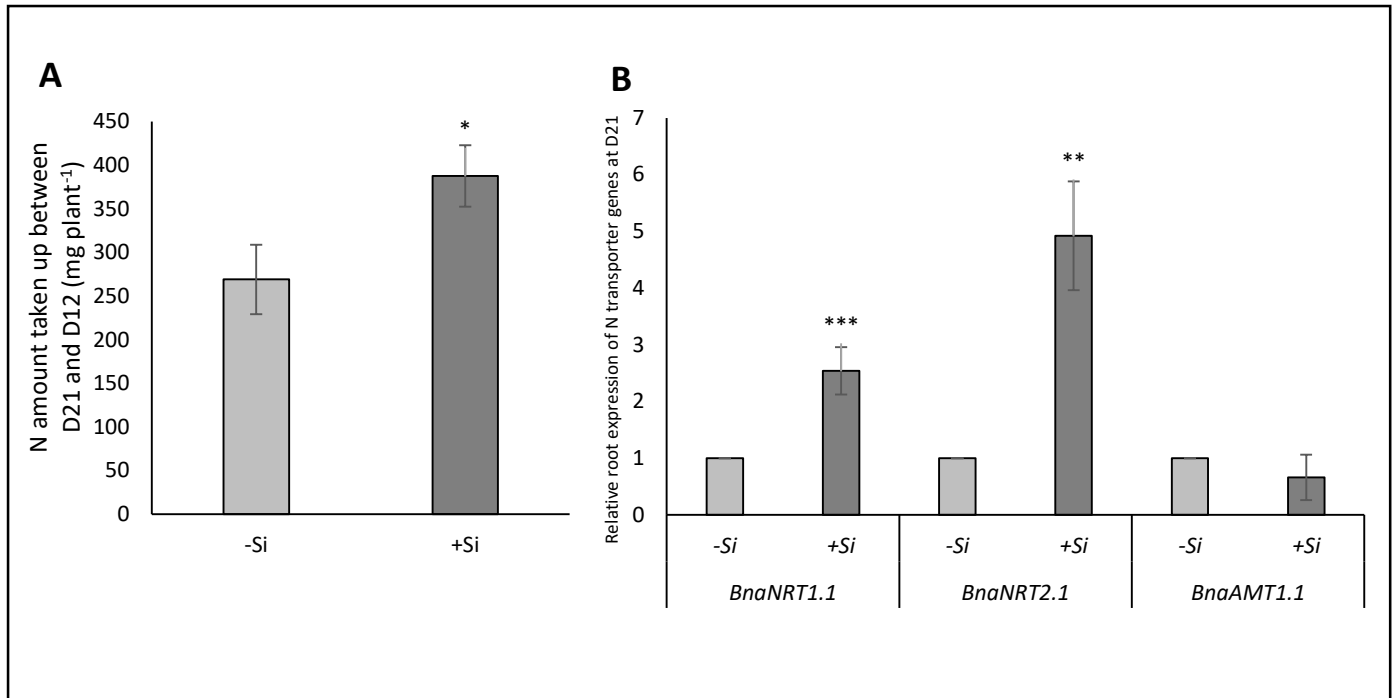 A
N amount taken up between
D21 and D12 (mg plant-1)
450
400
350
300
250
200
150
100
50
0
*
-Si
+Si
B
Relative root expression of N transporter genes at D21
7
6
5
4
3
2
1
0
***
**
-Si
+Si
-Si
+Si
-Si
+Si
BnaNRT1.1
BnaNRT2.1
BnaAMT1.1